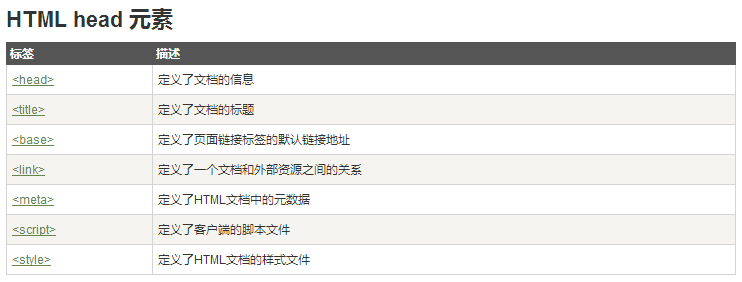 HTML head 元素
标签 描述
<head> 定义了文档的信息
<title> 定义了文档的标题
<base> 定义了页面链接标签的默认链接地址
<link> 定义了一个文档和外部资源之间的关系
<meta> 定义了HTML文档中的元数据
<script> 定义了客户端的脚本文件
<style> 定义了HTML文档的样式文件